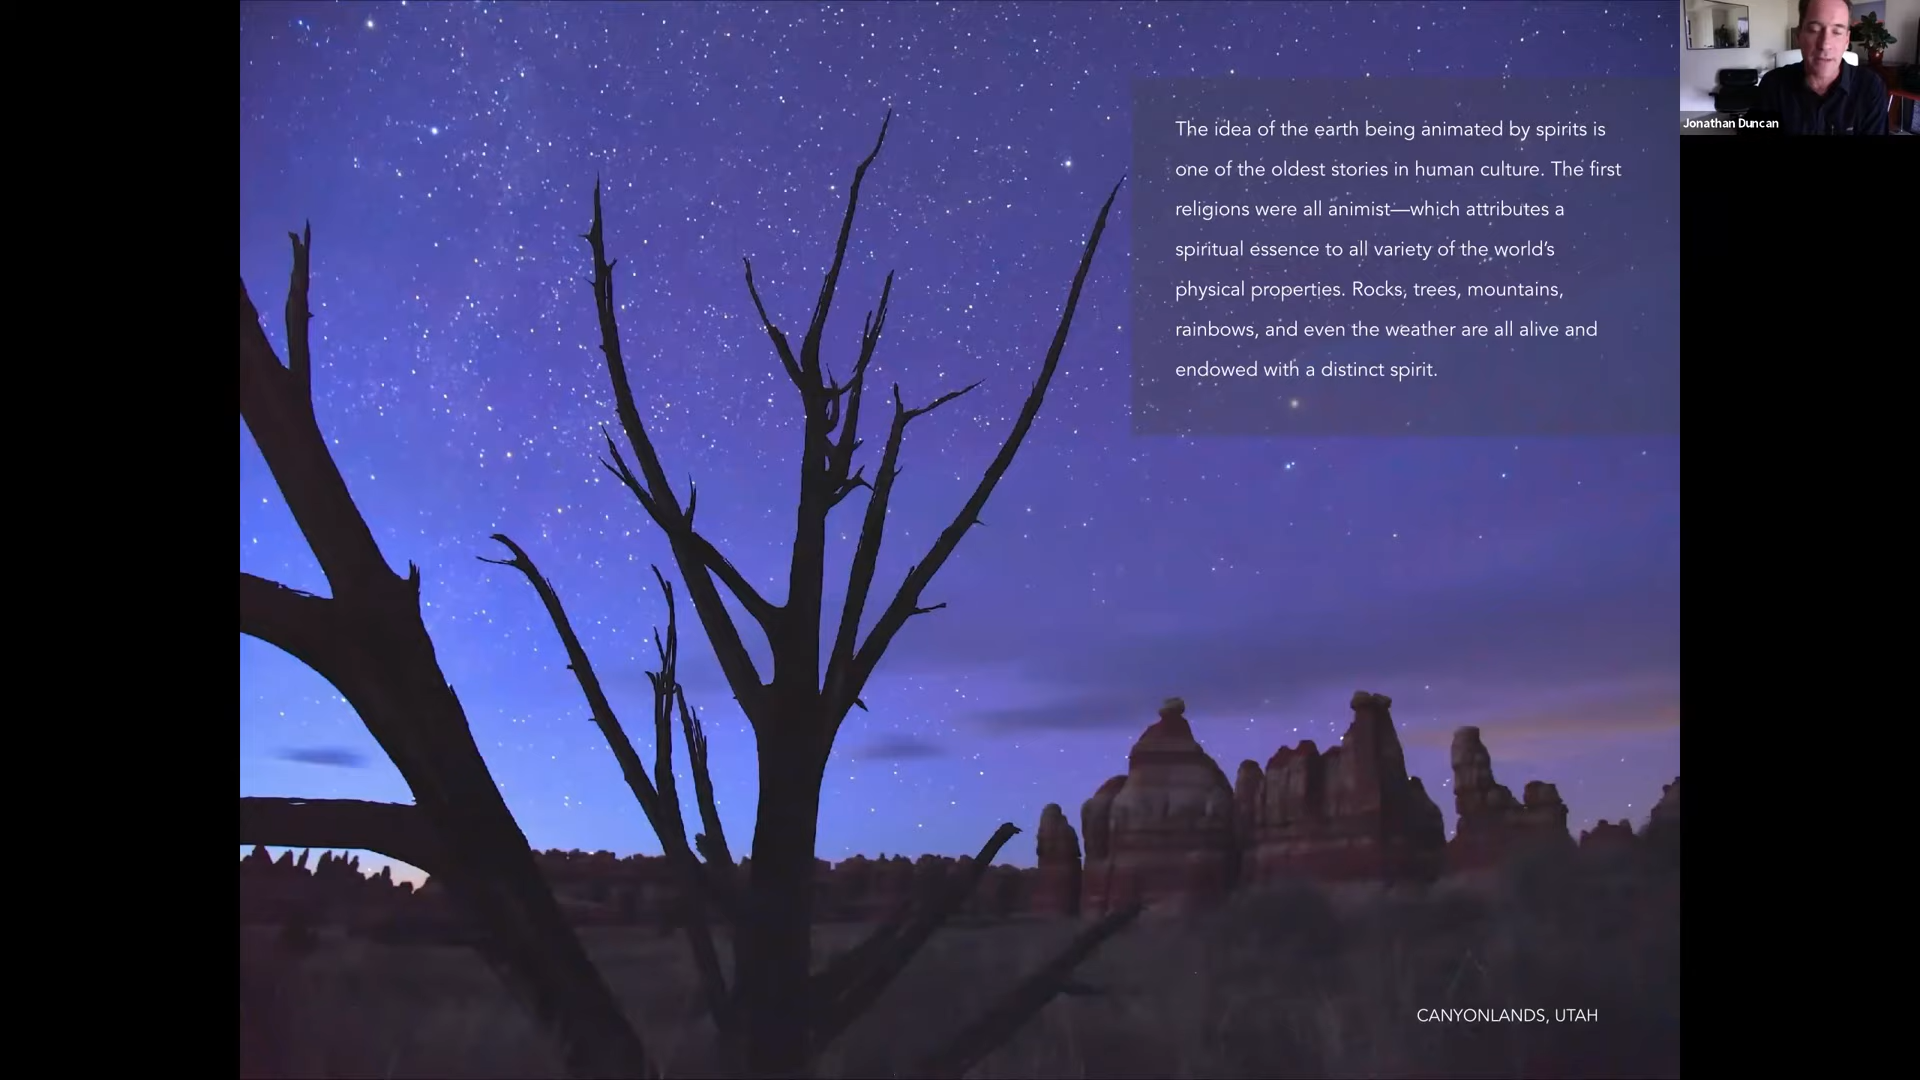 The idea of the earth being animated by spirits is
one of the oldest stories in human culture. The first
religions were all animist—which attributes a
spiritual essence to all variety of the world’s
physical properties. Rocks, trees, mountains,
rainbows, and even the weather are all alive and
endowed with a distinct spirit.
Jonathan Duncan
CANYONLANDS, UTAH